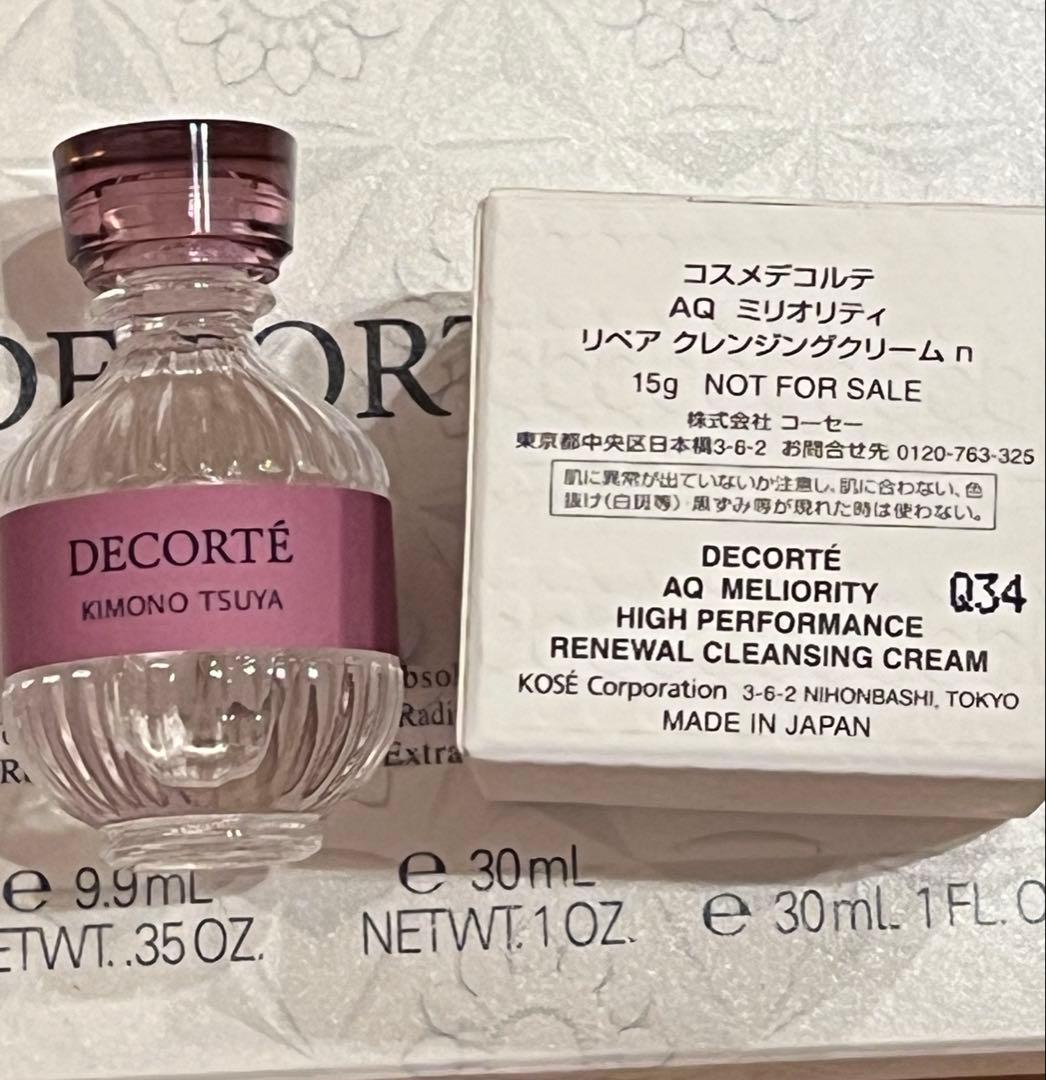 DECORTÉ
KIMONO TSUYA
コスメデコルテ
AQ ミリオリティ
リペア クレンジングクリーム n
15g NOT FOR SALE
株式会社 コーセー
東京都中央区日本橋3-6-2 お問合せ先 0120-763-325
肌に異常が出ていないか注意し、肌に合わない、色
抜け(白斑等)・黒ずみ等が現れた時は使わない。
DECORTÉ
AQ MELIORITY
HIGH PERFORMANCE
RENEWAL CLEANSING CREAM
Q34
KOSÉ Corporation 3-6-2 NIHONBASHI, TOKYO
MADE IN JAPAN
Extra
e 9.9mL
e 30mL
NETWT. 1 OZ.
e 30mL 1 FL. O
ETWT. .35 OZ.